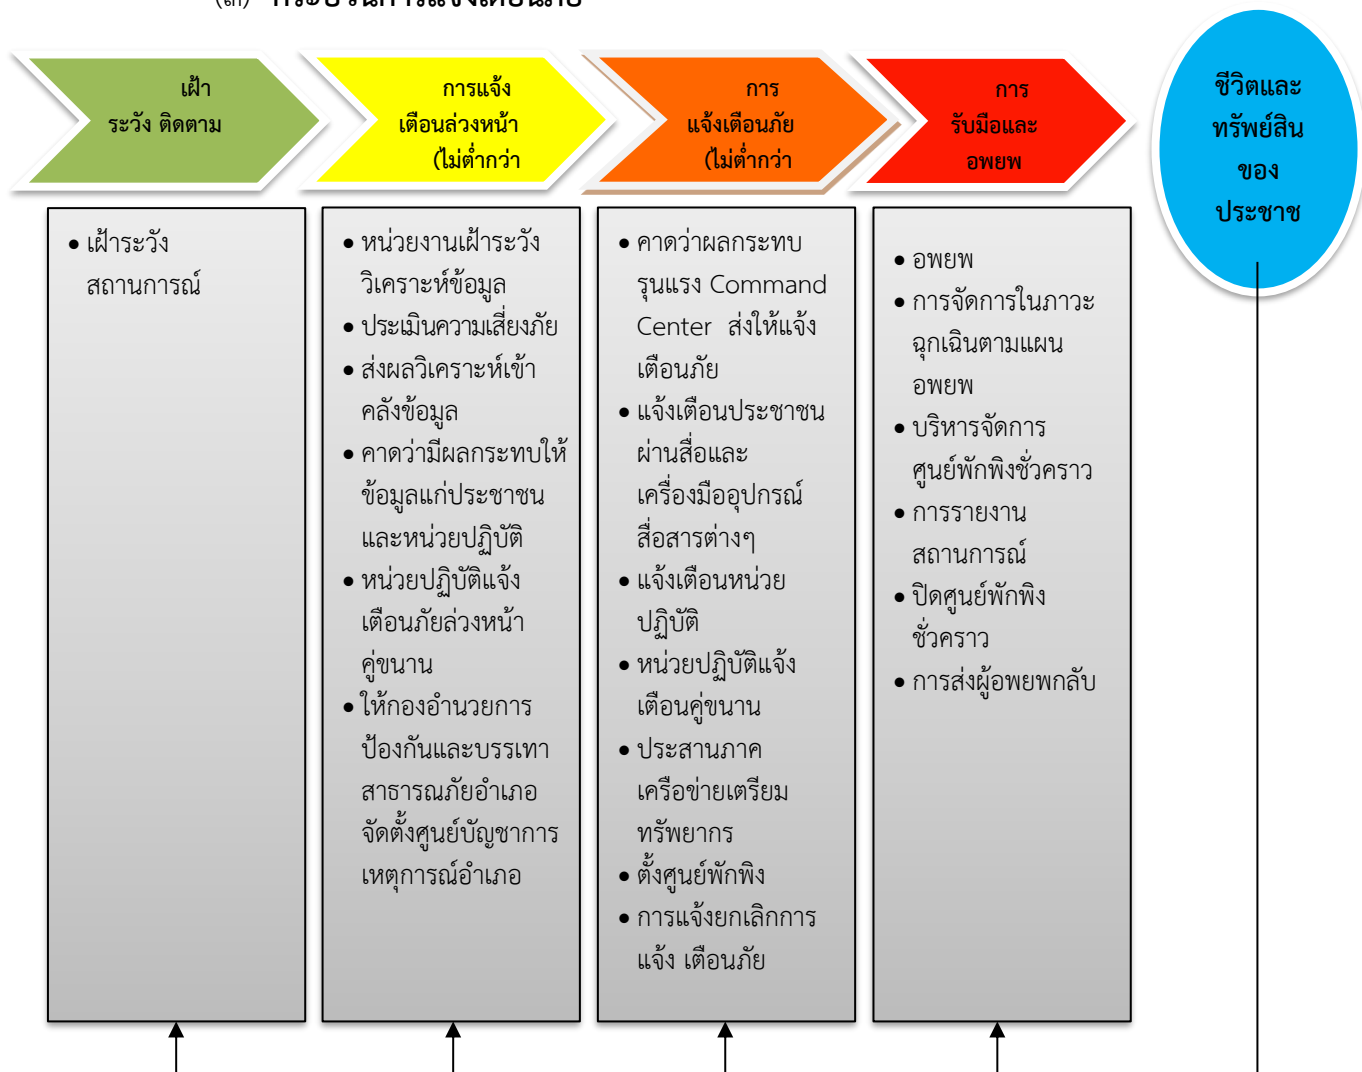 (๓) กระบวนการแจ้งเตือนภัย
เฝ้า
ระวัง ติดตาม
การแจ้ง
เตือนล่วงหน้า
(ไม่ต่ำกว่า
การ
แจ้งเตือนภัย
(ไม่ต่ำกว่า
การ
รับมือและ
อพยพ
ชีวิตและ
ทรัพย์สิน
ของ
ประชาช
• เฝ้าระวัง
สถานการณ์
• หน่วยงานเฝ้าระวัง
วิเคราะห์ข้อมูล
• ประเมินความเสี่ยงภัย
• ส่งผลวิเคราะห์เข้า
คลังข้อมูล
• คาดว่ามีผลกระทบให้
ข้อมูลแก่ประชาชน
และหน่วยปฏิบัติ
• หน่วยปฏิบัติแจ้ง
เตือนภัยล่วงหน้า
คู่ขนาน
• ให้กองอำนวยการ
ป้องกันและบรรเทา
สาธารณภัยอำเภอ
จัดตั้งศูนย์บัญชาการ
เหตุการณ์อำเภอ
• คาดว่าผลกระทบ
รุนแรง Command
Center ส่งให้แจ้ง
เตือนภัย
• แจ้งเตือนประชาชน
ผ่านสื่อและ
เครื่องมืออุปกรณ์
สื่อสารต่างๆ
• แจ้งเตือนหน่วย
ปฏิบัติ
• หน่วยปฏิบัติแจ้ง
เตือนคู่ขนาน
• ประสานภาค
เครือข่ายเตรียม
ทรัพยากร
• ตั้งศูนย์พักพิง
• การแจ้งยกเลิกการ
แจ้ง เตือนภัย
• อพยพ
• การจัดการในภาวะ
ฉุกเฉินตามแผน
อพยพ
• บริหารจัดการ
ศูนย์พักพิงชั่วคราว
• การรายงาน
สถานการณ์
• ปิดศูนย์พักพิง
ชั่วคราว
• การส่งผู้อพยพกลับ